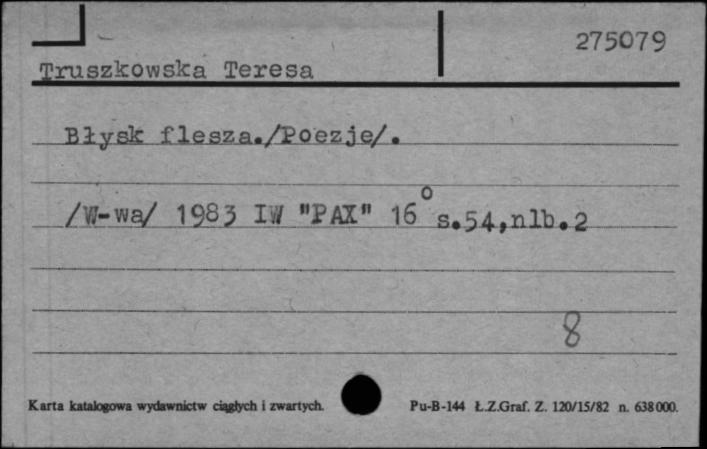 275079
Truszkowska Teresa
Błysk flesza./Poezje/.
/W-wa/ 1983 IW "PAX" 16° s.54,nlb.2
8
Karta katalogowa wydawnictw ciągłych i zwartych. Pu-B-144 Ł.Z.Graf. Z. 120/15/82 n. 638000.